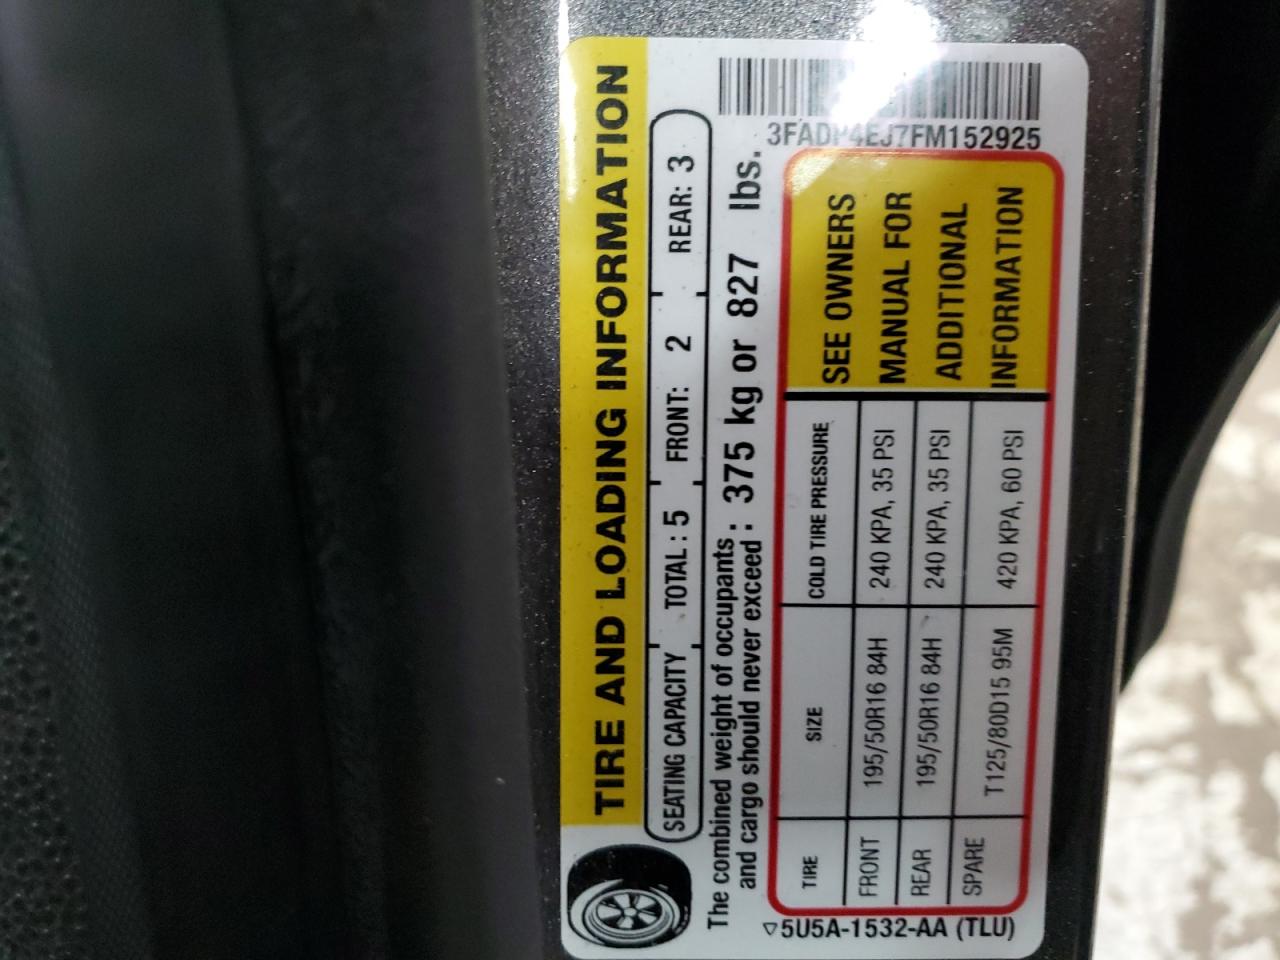 TIRE AND LOADING INFORMATION
SEATING CAPACITY TOTAL : 5 FRONT: 2 REAR: 3
The combined weight of occupants
and cargo should never exceed : 375 kg or 827 lbs.
3FADP4EJ7FM152925
TIRE SIZE COLD TIRE PRESSURE
FRONT 195/50R16 84H 240 KPA, 35 PSI
REAR 195/50R16 84H 240 KPA, 35 PSI
SPARE T125/80D15 95M 420 KPA, 60 PSI
SEE OWNERS
MANUAL FOR
ADDITIONAL
INFORMATION
5U5A-1532-AA (TLU)